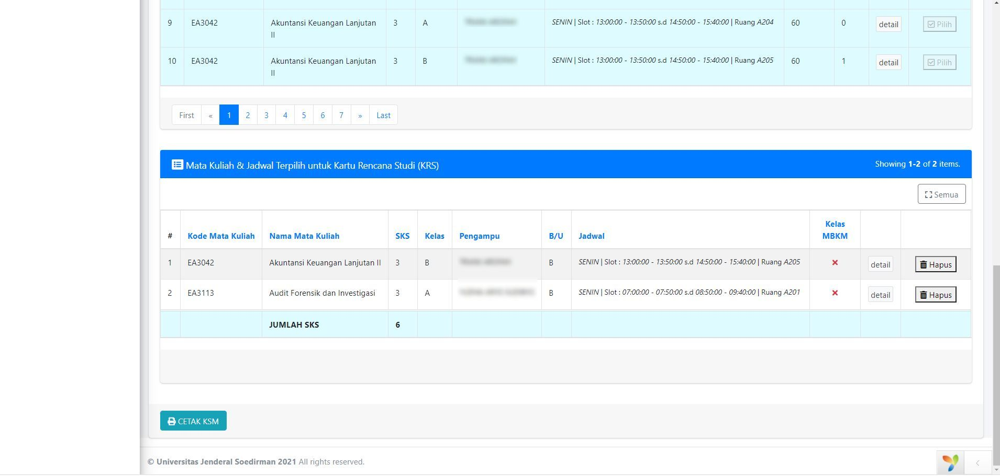 9 EA3042 Akuntansi Keuangan Lanjutan II 3 A SENIN | Slot : 13:00:00 - 13:50:00 s.d 14:50:00 - 15:40:00 | Ruang A204 60 0 detail Pilih
10 EA3042 Akuntansi Keuangan Lanjutan II 3 B SENIN | Slot : 13:00:00 - 13:50:00 s.d 14:50:00 - 15:40:00 | Ruang A205 60 1 detail Pilih
First « 1 2 3 4 5 6 7 » Last
Mata Kuliah & Jadwal Terpilih untuk Kartu Rencana Studi (KRS) Showing 1-2 of 2 items.
Semua
# Kode Mata Kuliah Nama Mata Kuliah SKS Kelas Pengampu B/U Jadwal Kelas MBKM
1 EA3042 Akuntansi Keuangan Lanjutan II 3 B B SENIN | Slot : 13:00:00 - 13:50:00 s.d 14:50:00 - 15:40:00 | Ruang A205 detail Hapus
2 EA3113 Audit Forensik dan Investigasi 3 A B SENIN | Slot : 07:00:00 - 07:50:00 s.d 08:50:00 - 09:40:00 | Ruang A201 detail Hapus
JUMLAH SKS 6
CETAK KSM
© Universitas Jenderal Soedirman 2021 All rights reserved.